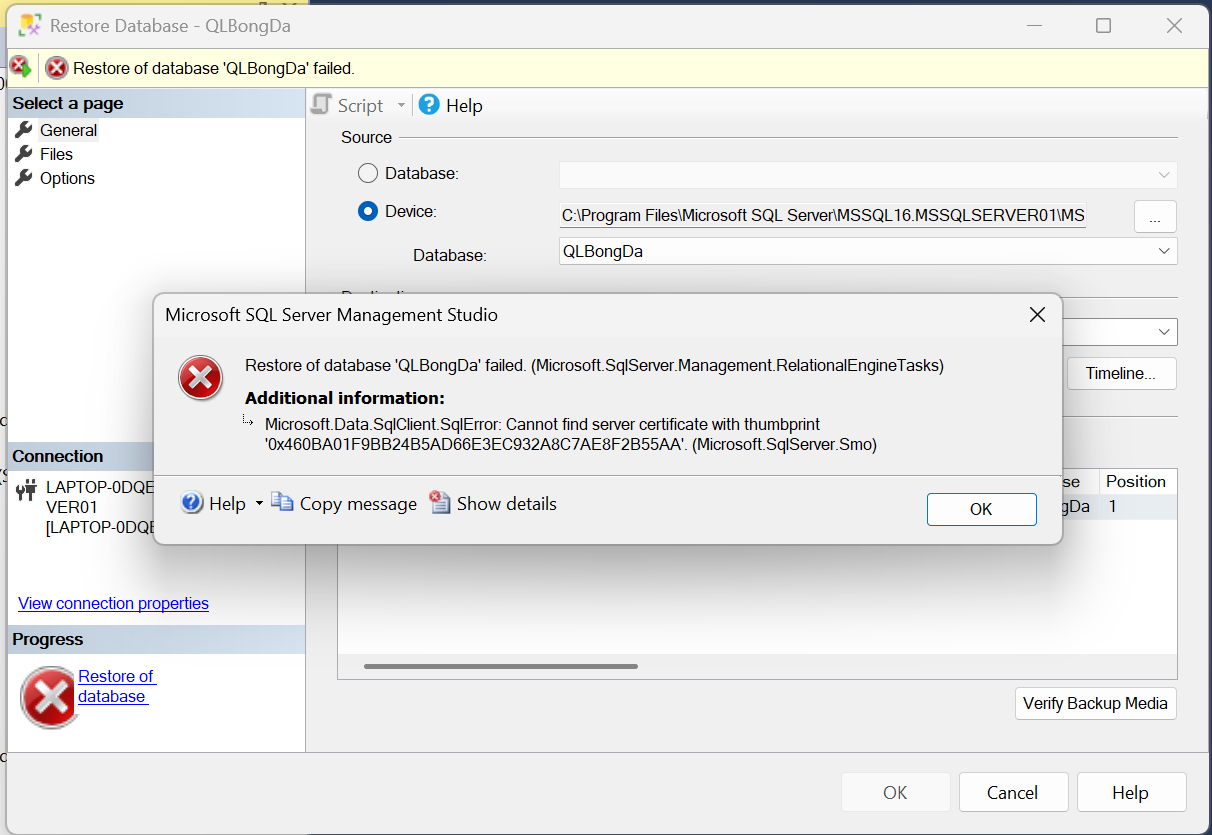 Restore Database - QLBongDa
Restore of database 'QLBongDa' failed.
Select a page
General
Files
Options
Script
Help
Source
Database:
Device:
C:\Program Files\Microsoft SQL Server\MSSQL16.MSSQLSERVER01\MS
...
Database:
QLBongDa
Microsoft SQL Server Management Studio
Restore of database 'QLBongDa' failed. (Microsoft.SqlServer.Management.RelationalEngineTasks)
Additional information:
Microsoft.Data.SqlClient.SqlError: Cannot find server certificate with thumbprint
'0x460BA01F9BB24B5AD66E3EC932A8C7AE8F2B55AA'. (Microsoft.SqlServer.Smo)
Help
Copy message
Show details
OK
Timeline...
Connection
LAPTOP-0DQE
VER01
[LAPTOP-0DQE
se
Position
gDa
1
View connection properties
Progress
Restore of
database
Verify Backup Media
OK
Cancel
Help